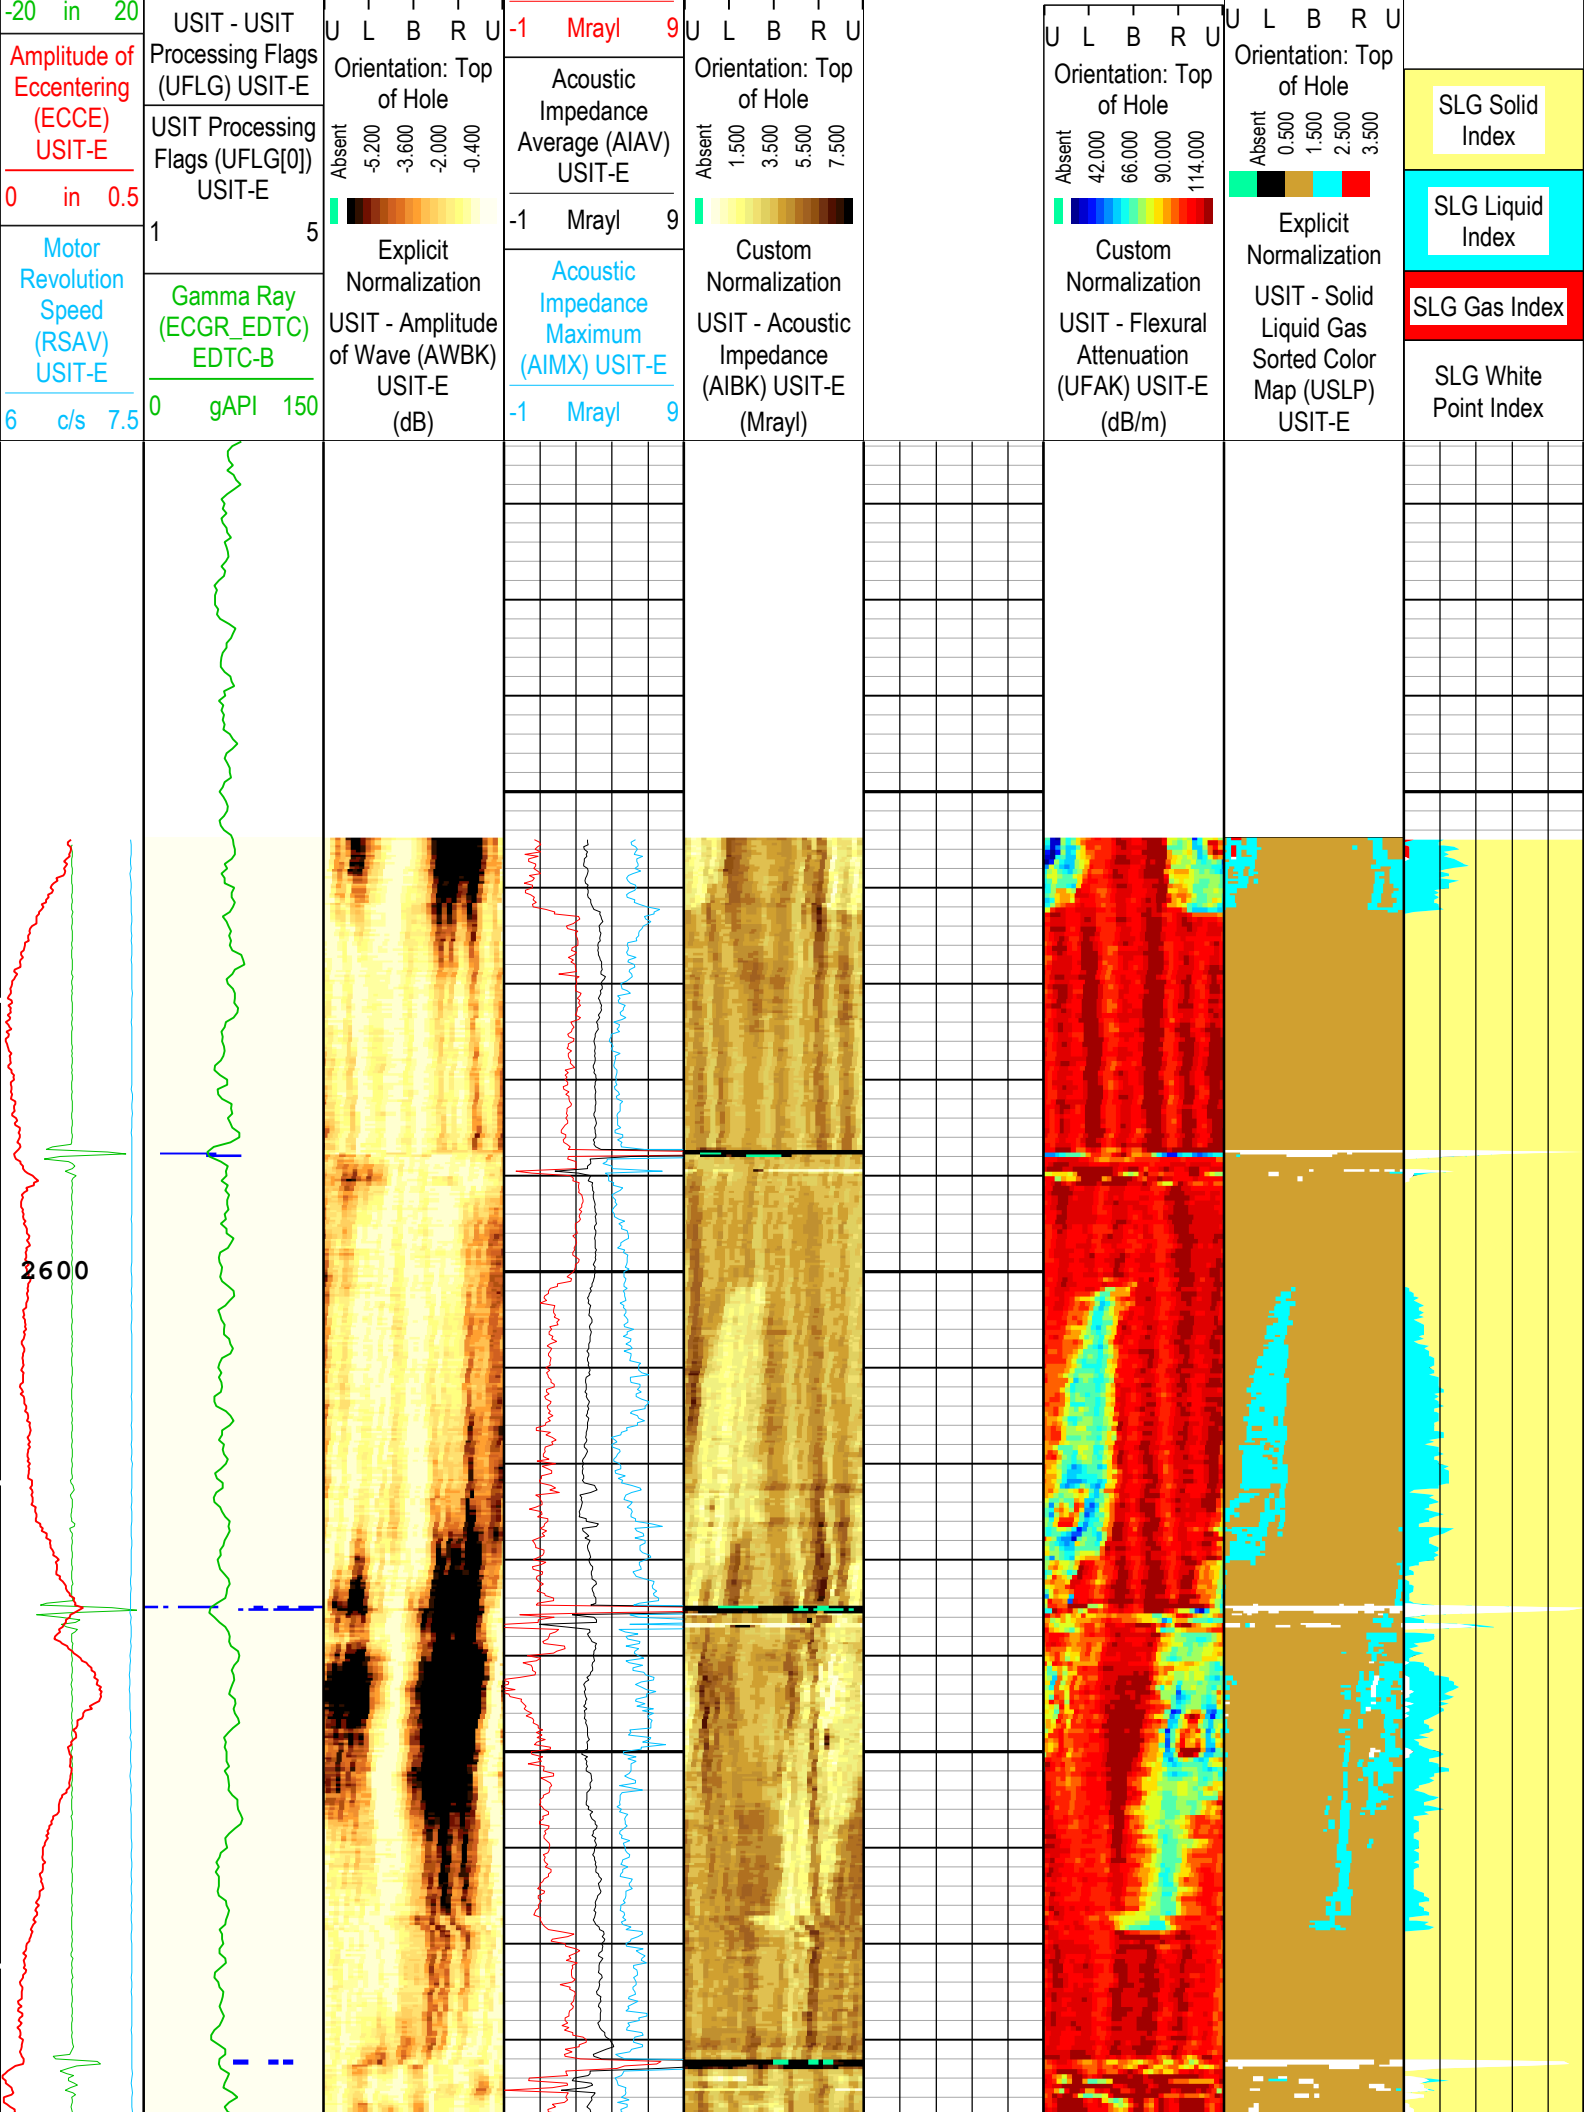 -20 in 20
Amplitude of
Eccentering
(ECCE)
USIT-E
0 in 0.5
Motor
Revolution
Speed
(RSAV)
USIT-E
6 c/s 7.5
USIT - USIT
Processing Flags
(UFLG) USIT-E
USIT Processing
Flags (UFLG[0])
USIT-E
1 5
Gamma Ray
(ECGR_EDTC)
EDTC-B
0 gAPI 150
U L B R U
Orientation: Top
of Hole
Absent
-5.200
-3.600
-2.000
-0.400
Explicit
Normalization
USIT - Amplitude
of Wave (AWBK)
USIT-E
(dB)
-1 Mrayl 9
Acoustic
Impedance
Average (AIAV)
USIT-E
-1 Mrayl 9
Acoustic
Impedance
Maximum
(AIMX) USIT-E
-1 Mrayl 9
U L B R U
Orientation: Top
of Hole
Absent
1.500
3.500
5.500
7.500
Custom
Normalization
USIT - Acoustic
Impedance
(AIBK) USIT-E
(Mrayl)
U L B R U
Orientation: Top
of Hole
Absent
42.000
66.000
90.000
114.000
Custom
Normalization
USIT - Flexural
Attenuation
(UFAK) USIT-E
(dB/m)
U L B R U
Orientation: Top
of Hole
Absent
0.500
1.500
2.500
3.500
Explicit
Normalization
USIT - Solid
Liquid Gas
Sorted Color
Map (USLP)
USIT-E
SLG Solid
Index
SLG Liquid
Index
SLG Gas Index
SLG White
Point Index
2600